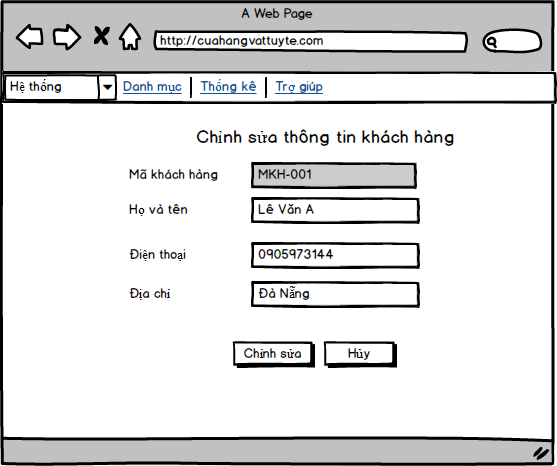 A Web Page
http://cuahangvattuyte.com
Hệ thống Danh mục Thống kê Trợ giúp
Chỉnh sửa thông tin khách hàng
Mã khách hàng MKH-001
Họ và tên Lê Văn A
Điện thoại 0905973144
Địa chỉ Đà Nẵng
Chỉnh sửa Hủy